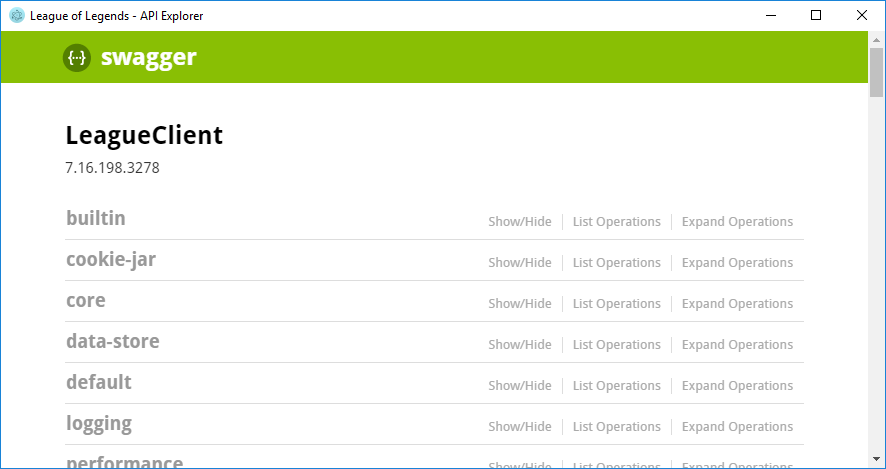 League of Legends - API Explorer
{··} swagger
LeagueClient
7.16.198.3278
builtin Show/Hide List Operations Expand Operations
cookie-jar Show/Hide List Operations Expand Operations
core Show/Hide List Operations Expand Operations
data-store Show/Hide List Operations Expand Operations
default Show/Hide List Operations Expand Operations
logging Show/Hide List Operations Expand Operations
performance Show/Hide List Operations Expand Operations